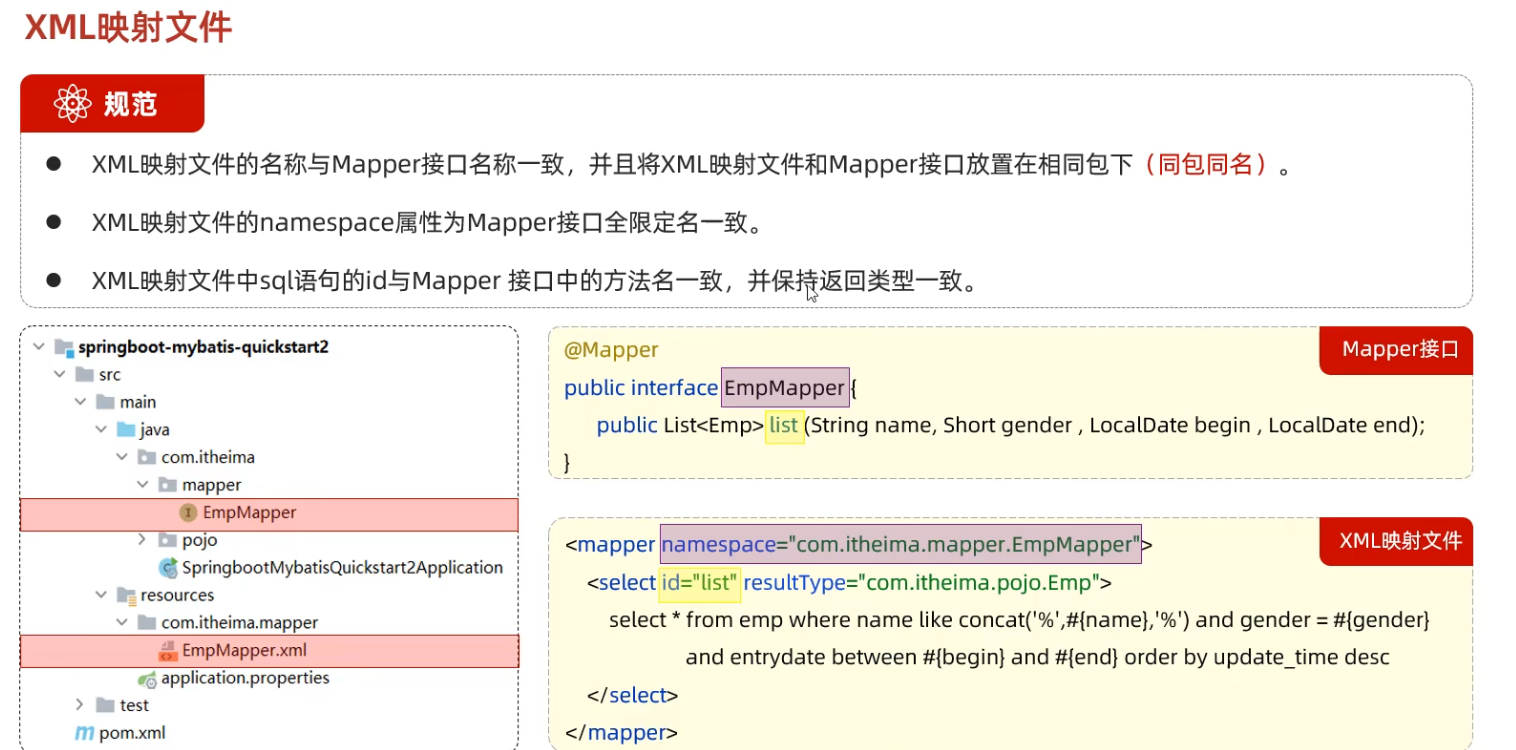 XML映射文件
规范
XML映射文件的名称与Mapper接口名称一致，并且将XML映射文件和Mapper接口放置在相同包下（同包同名）。
XML映射文件的namespace属性为Mapper接口全限定名一致。
XML映射文件中sql语句的id与Mapper 接口中的方法名一致，并保持返回类型一致。
springboot-mybatis-quickstart2
src
main
java
com.itheima
mapper
EmpMapper
pojo
SpringbootMybatisQuickstart2Application
resources
com.itheima.mapper
EmpMapper.xml
application.properties
test
pom.xml
Mapper接口
@Mapper
public interface EmpMapper {
public List<Emp> list (String name, Short gender , LocalDate begin , LocalDate end);
}
XML映射文件
<mapper namespace="com.itheima.mapper.EmpMapper">
<select id="list" resultType="com.itheima.pojo.Emp">
select * from emp where name like concat('%',#{name},'%') and gender = #{gender}
and entrydate between #{begin} and #{end} order by update_time desc
</select>
</mapper>